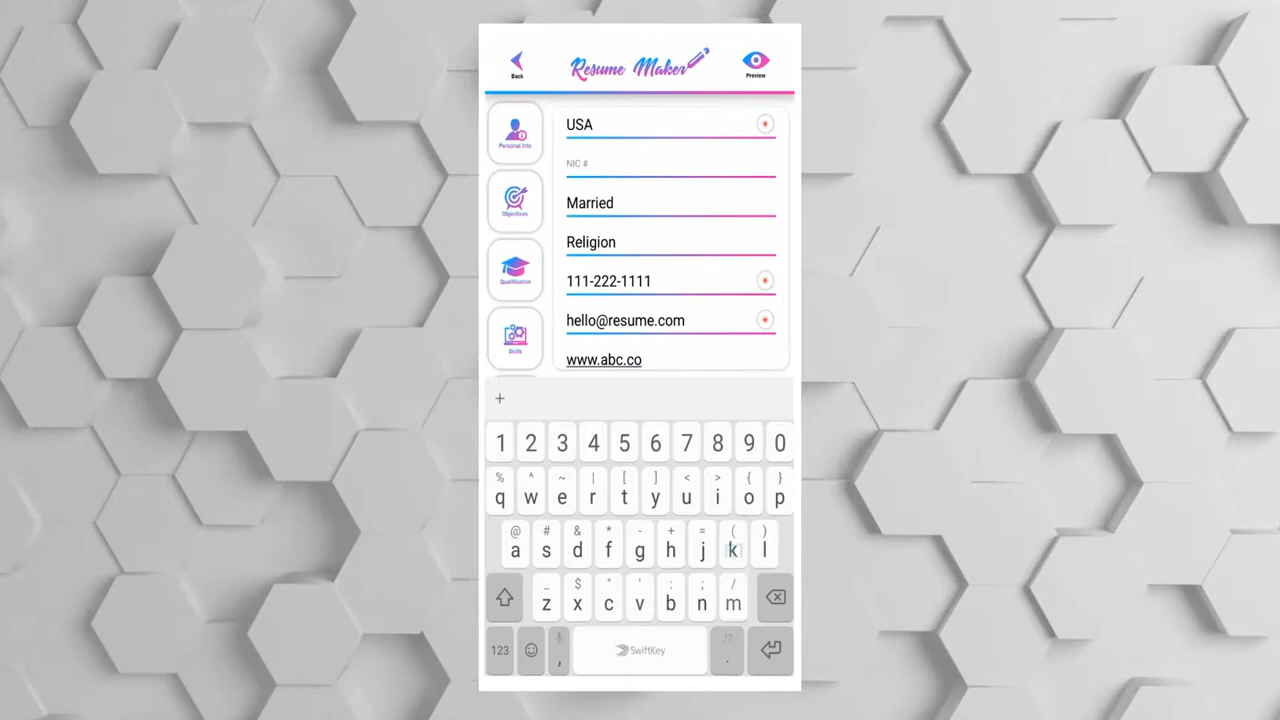 Back
Resume Maker
Preview
Personal Info
Objectives
Qualification
Skills
USA
NIC #
Married
Religion
111-222-1111
hello@resume.com
www.abc.co
+
1 2 3 4 5 6 7 8 9 0
% ^ ~ | [ ] < > { }
q w e r t y u i o p
@ # & * - + = ( )
a s d f g h j k l
_ $ " ' : ; /
z x c v b n m
123 , SwiftKey .